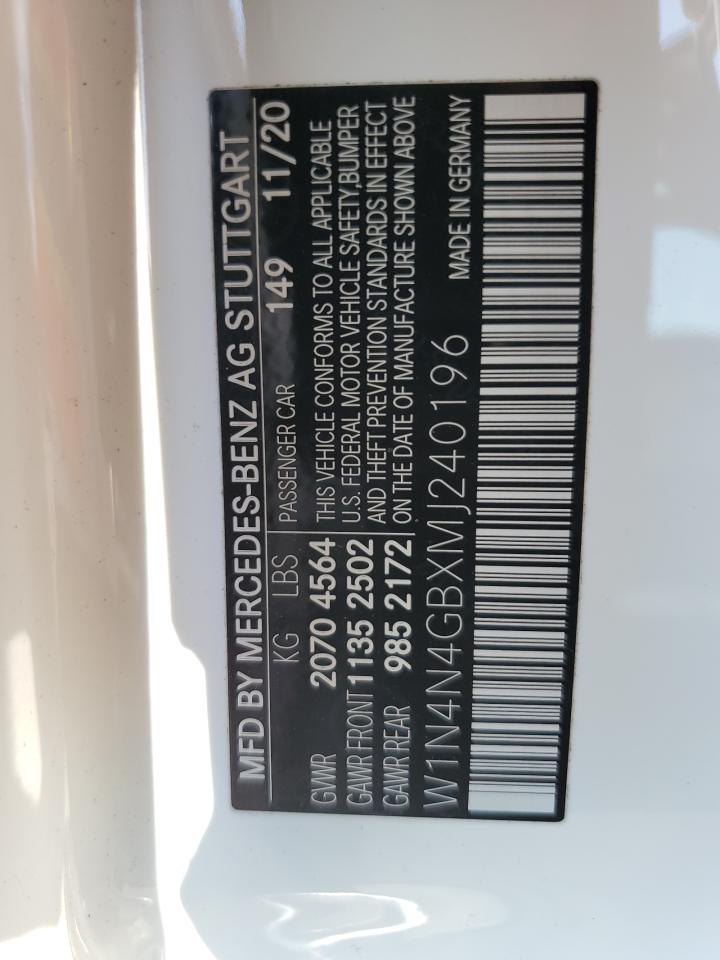 MFD BY MERCEDES-BENZ AG STUTTGART
KG LBS PASSENGER CAR 149 11/20
GVWR 2070 4564 THIS VEHICLE CONFORMS TO ALL APPLICABLE
GAWR FRONT 1135 2502 U.S. FEDERAL MOTOR VEHICLE SAFETY,BUMPER
AND THEFT PREVENTION STANDARDS IN EFFECT
GAWR REAR 985 2172 ON THE DATE OF MANUFACTURE SHOWN ABOVE
W1N4N4GBXMJ240196 MADE IN GERMANY